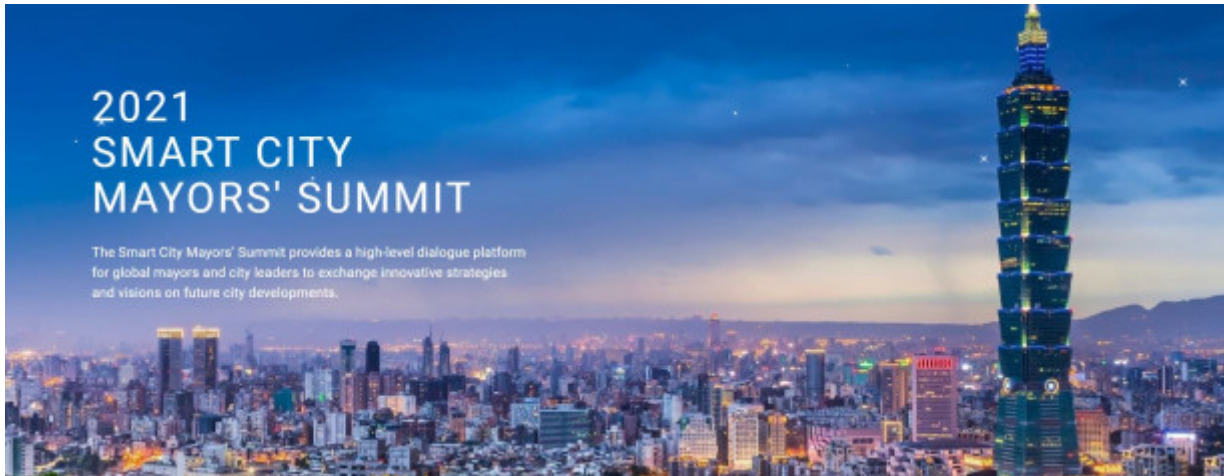 2021
SMART CITY
MAYORS' SUMMIT
The Smart City Mayors' Summit provides a high-level dialogue platform
for global mayors and city leaders to exchange innovative strategies
and visions on future city developments.